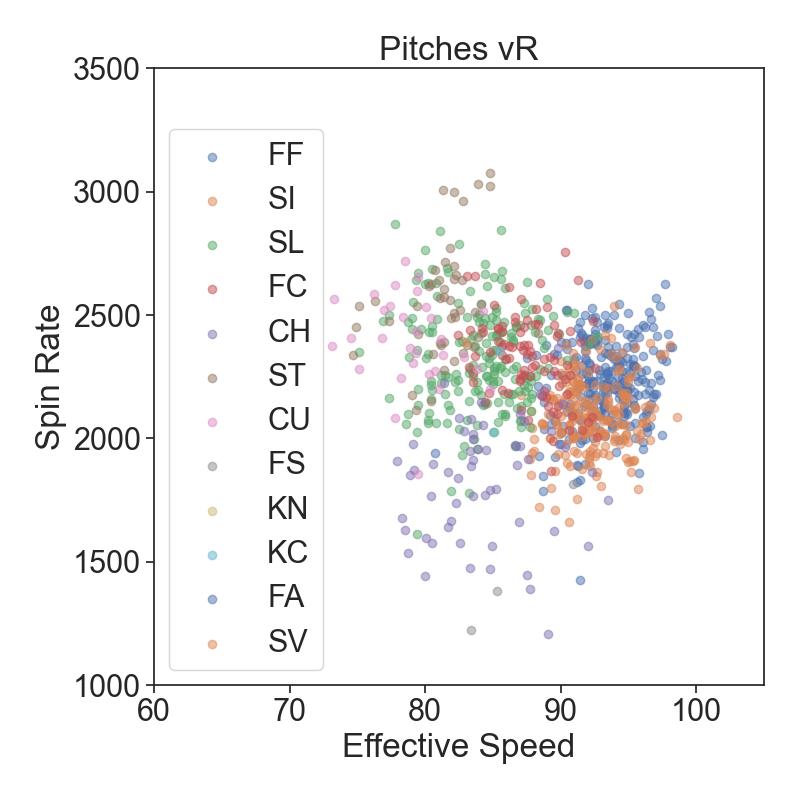 Pitches vR
3500
3000
2500
2000
1500
1000
Spin Rate
FF
SI
SL
FC
CH
ST
CU
FS
KN
KC
FA
SV
60 70 80 90 100
Effective Speed